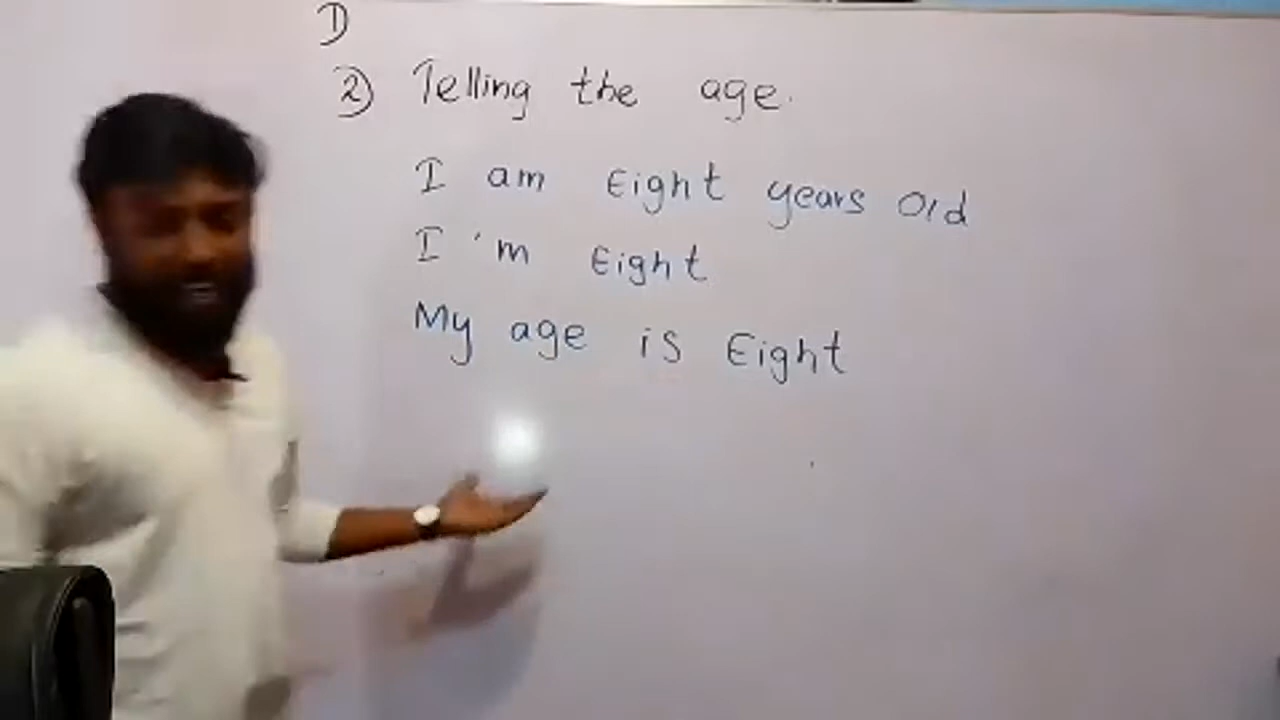 1)
2) Telling the age.
I am Eight years old
I'm Eight
My age is Eight